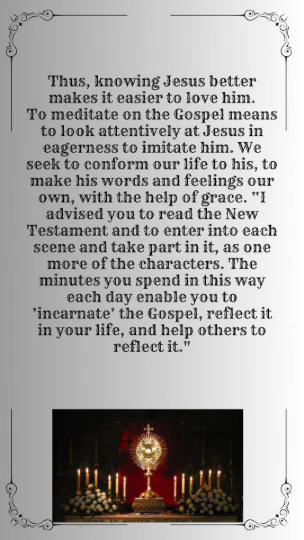 Thus, knowing Jesus better
makes it easier to love him.
To meditate on the Gospel means
to look attentively at Jesus in
eagerness to imitate him. We
seek to conform our life to his, to
make his words and feelings our
own, with the help of grace. "I
advised you to read the New
Testament and to enter into each
scene and take part in it, as one
more of the characters. The
minutes you spend in this way
each day enable you to
'incarnate' the Gospel, reflect it
in your life, and help others to
reflect it."